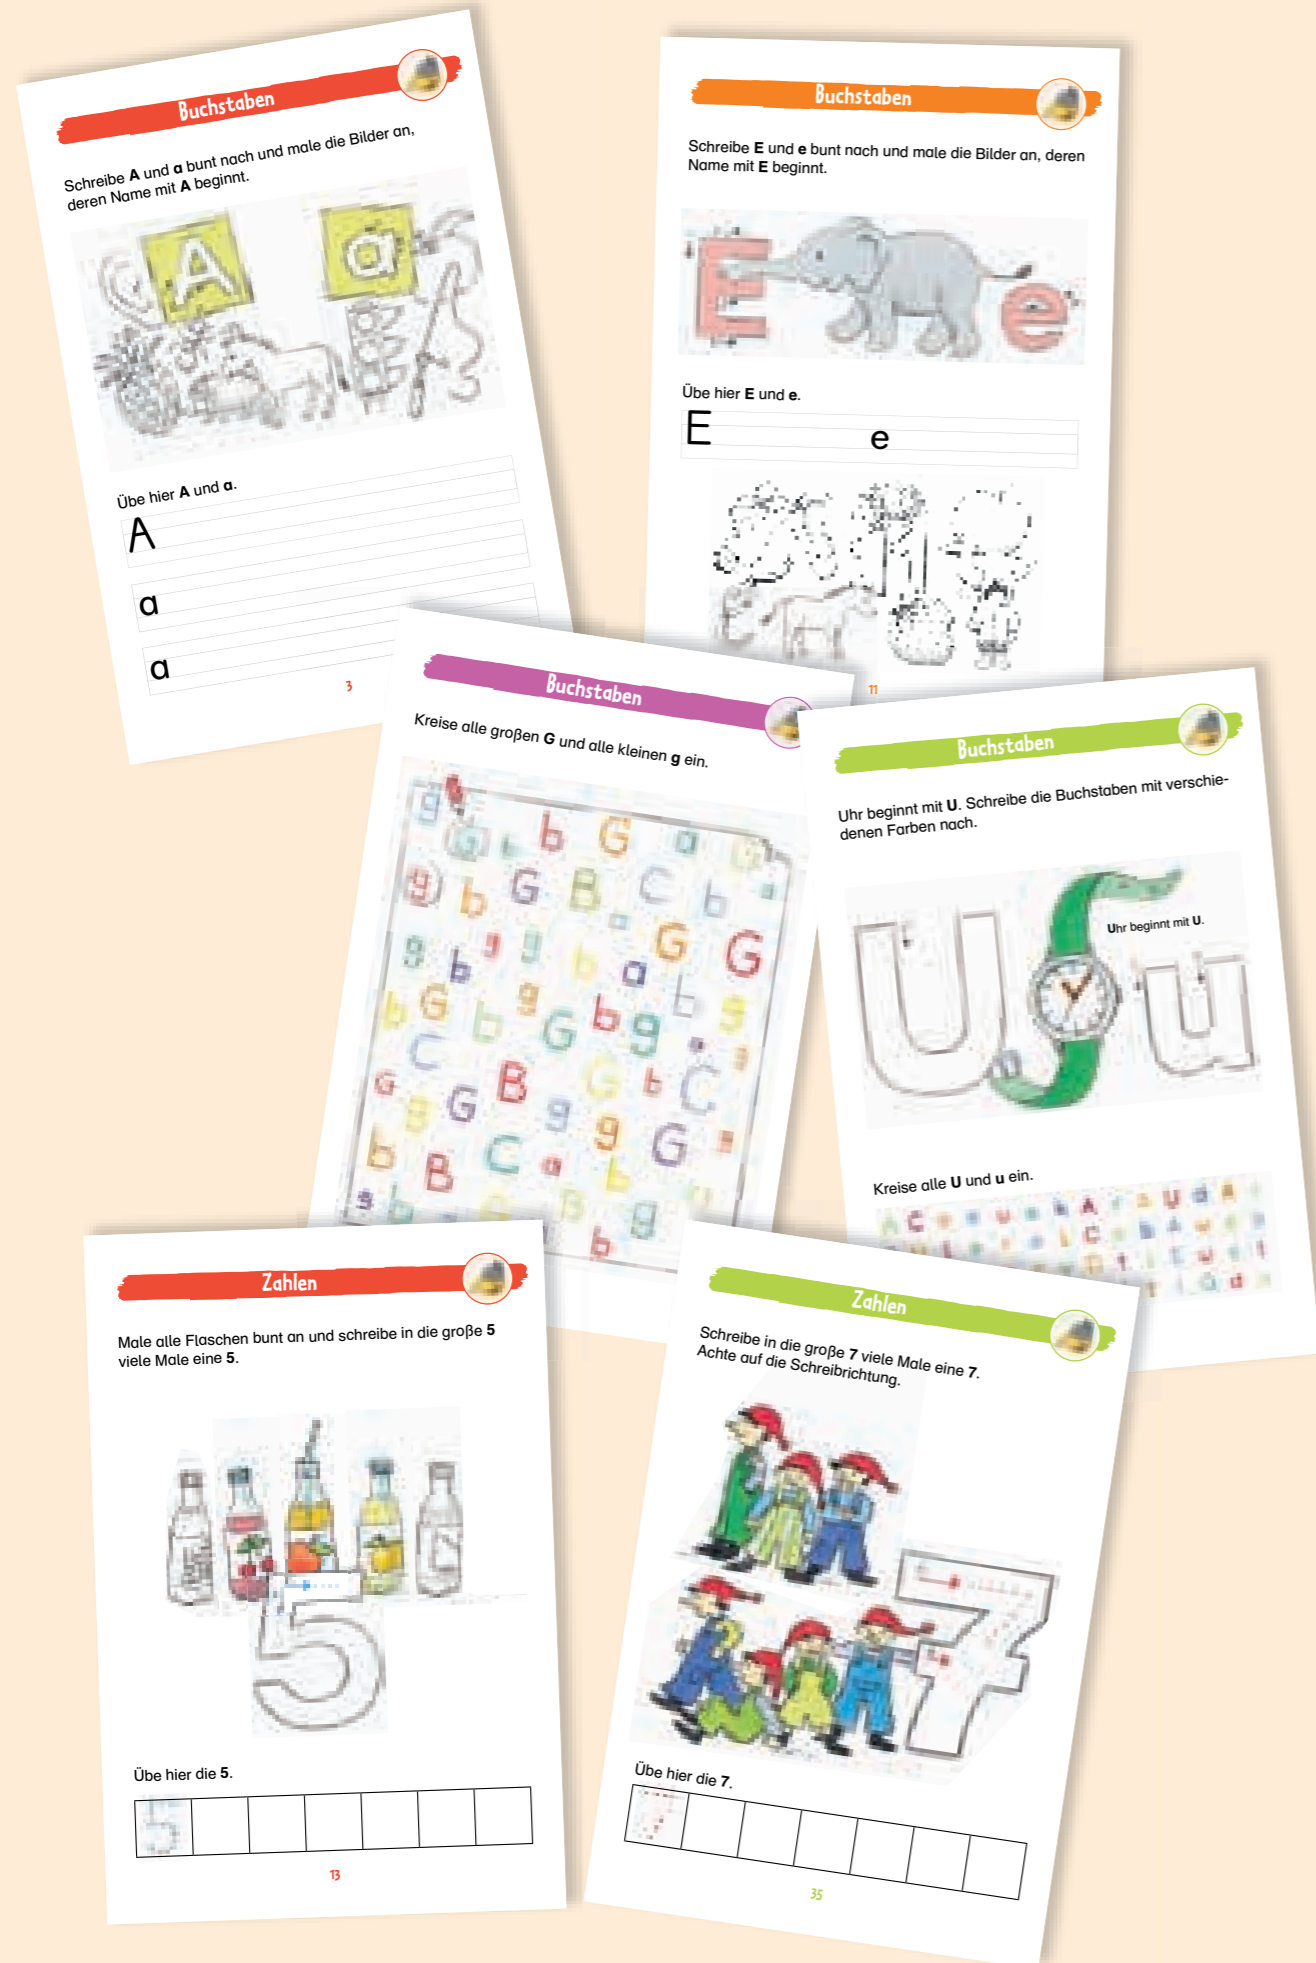 Buchstaben
Schreibe A und a bunt nach und male die Bilder an,
deren Name mit A beginnt.
A a
Übe hier A und a.
A
a
a
3
Buchstaben
Schreibe E und e bunt nach und male die Bilder an, deren
Name mit E beginnt.
E e
Übe hier E und e.
E e
11
Buchstaben
Kreise alle großen G und alle kleinen g ein.
g
G b G a G
g b G B C b
g b g g b a G G
b G g b G b g b g
C B G b C
G g G g g G
b B C a b
b g
b
Buchstaben
Uhr beginnt mit U. Schreibe die Buchstaben mit verschie-
denen Farben nach.
U u
Uhr beginnt mit U.
Kreise alle U und u ein.
Zahlen
Male alle Flaschen bunt an und schreibe in die große 5
viele Male eine 5.
5
Übe hier die 5.
5
13
Zahlen
Schreibe in die große 7 viele Male eine 7.
Achte auf die Schreibrichtung.
7
Übe hier die 7.
7
35